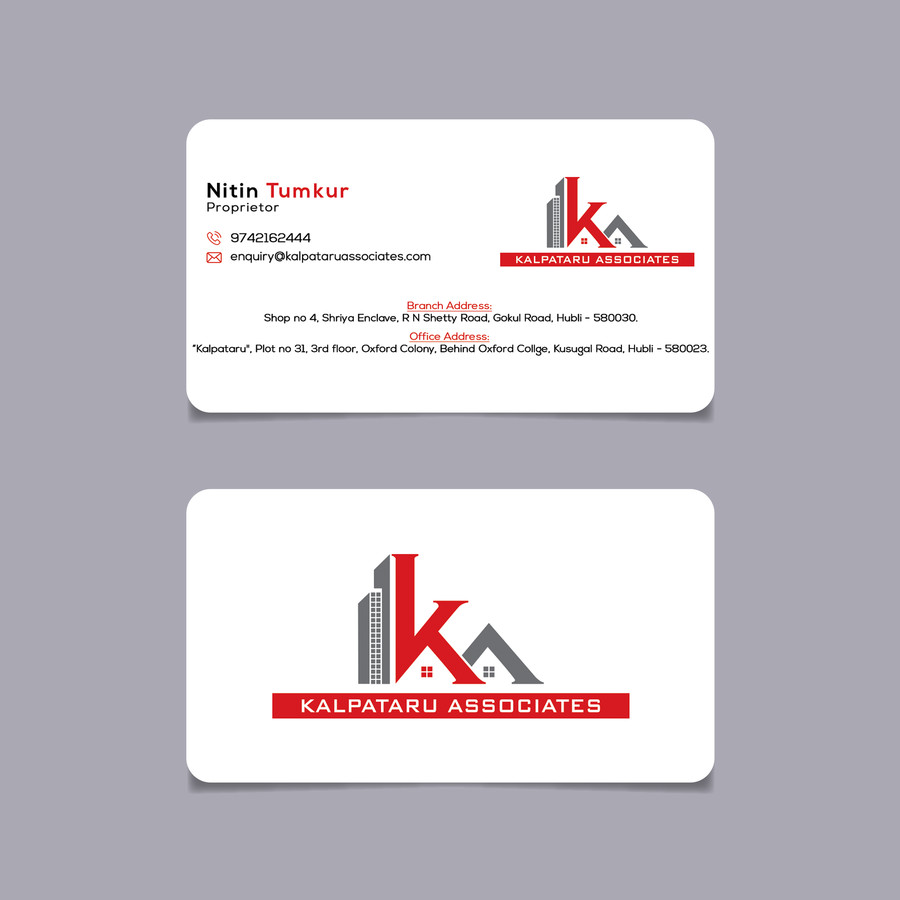 Nitin Tumkur
Proprietor
9742162444
enquiry@kalpataruassociates.com
KA
KALPATARU ASSOCIATES
Branch Address:
Shop no 4, Shriya Enclave, R N Shetty Road, Gokul Road, Hubli - 580030.
Office Address:
“Kalpataru", Plot no 31, 3rd floor, Oxford Colony, Behind Oxford Collge, Kusugal Road, Hubli - 580023.
KA
KALPATARU ASSOCIATES